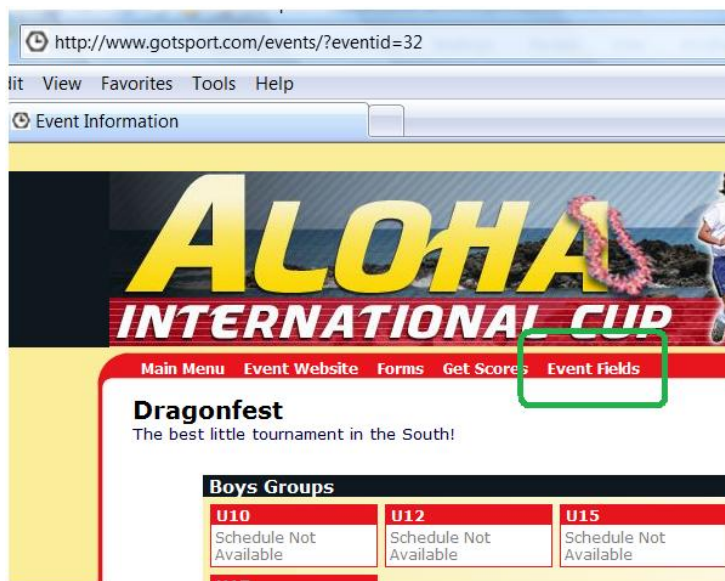 http://www.gotsport.com/events/?eventid=32
View Favorites Tools Help
Event Information
ALOHA
INTERNATIONAL CUP
Main Menu Event Website Forms Get Scores Event Fields
Dragonfest
The best little tournament in the South!
Boys Groups
U10 U12 U15
Schedule Not Schedule Not Schedule Not
Available Available Available